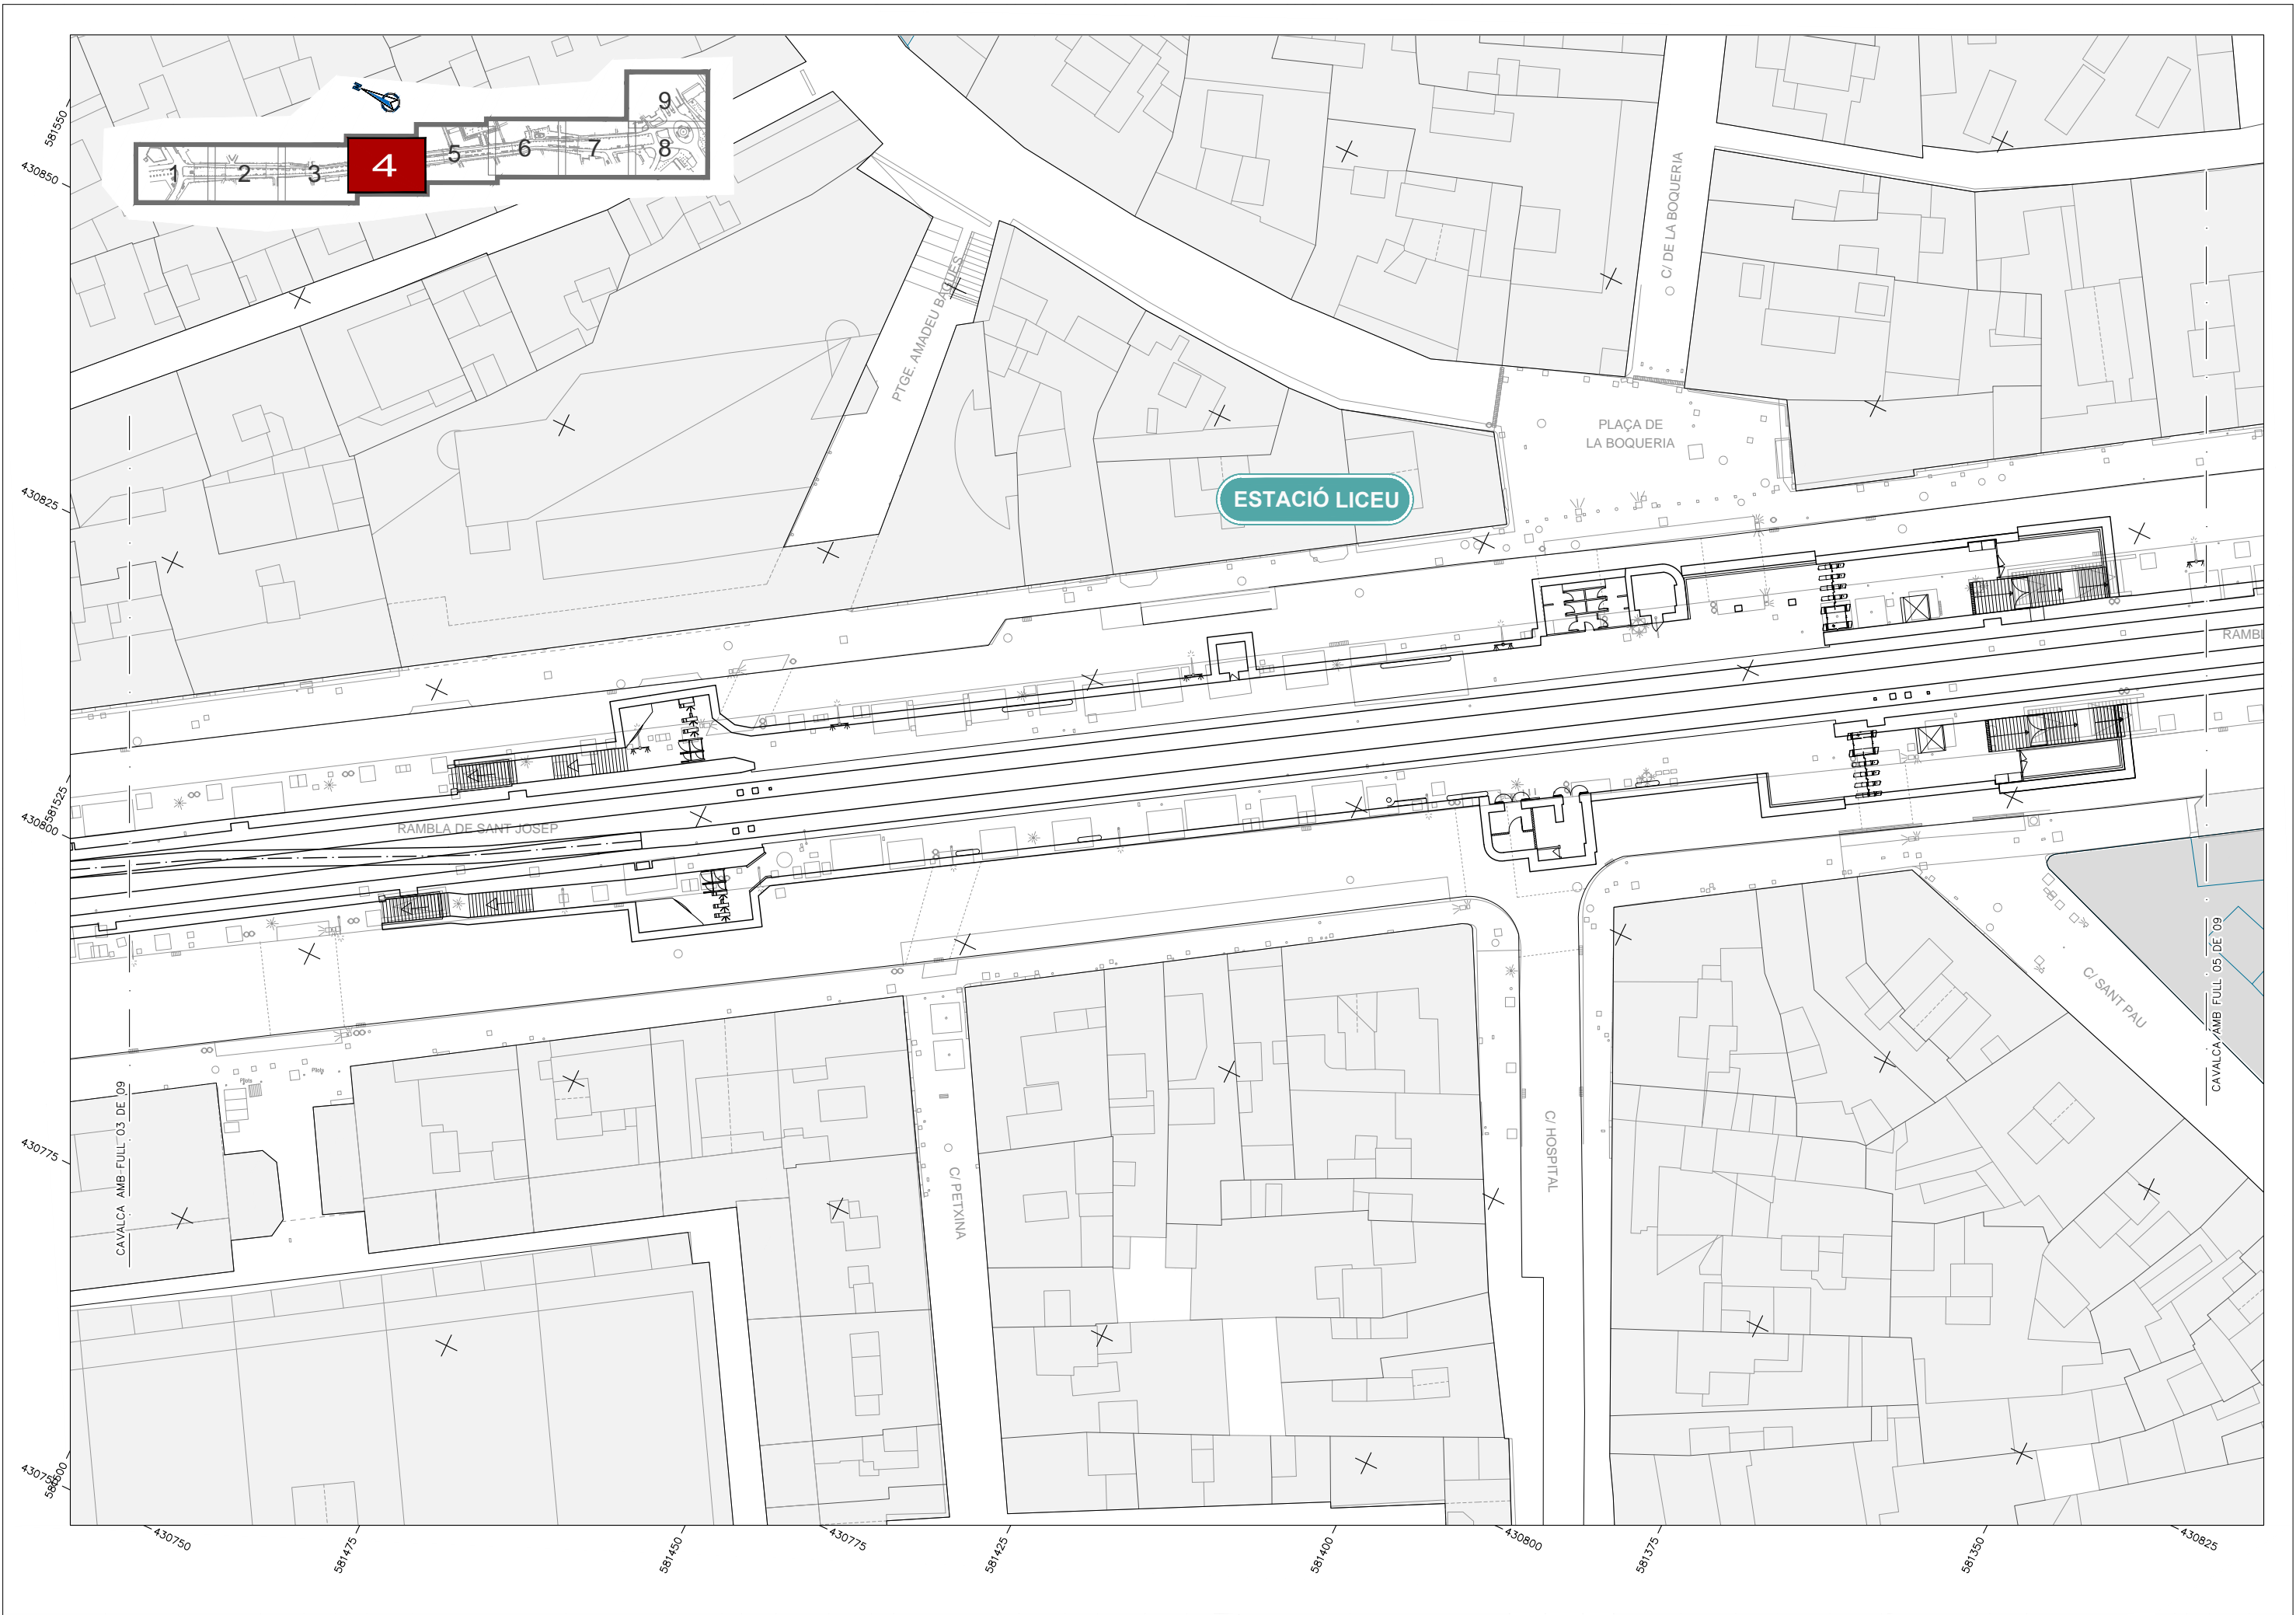 1
2
3
4
5
6
7
8
9
581550
430850
430825
581525
430800
430775
581500
430750
581475
581450
430775
581425
581400
430800
581375
581350
430825
PTGE. AMADEU BAGUES
C/ DE LA BOQUERIA
PLAÇA DE
LA BOQUERIA
ESTACIÓ LICEU
RAMBL
RAMBLA DE SANT JOSEP
C/ PETXINA
C/ HOSPITAL
C/ SANT PAU
CAVALCA AMB FULL 03 DE 09
CAVALCA AMB FULL 05 DE 09